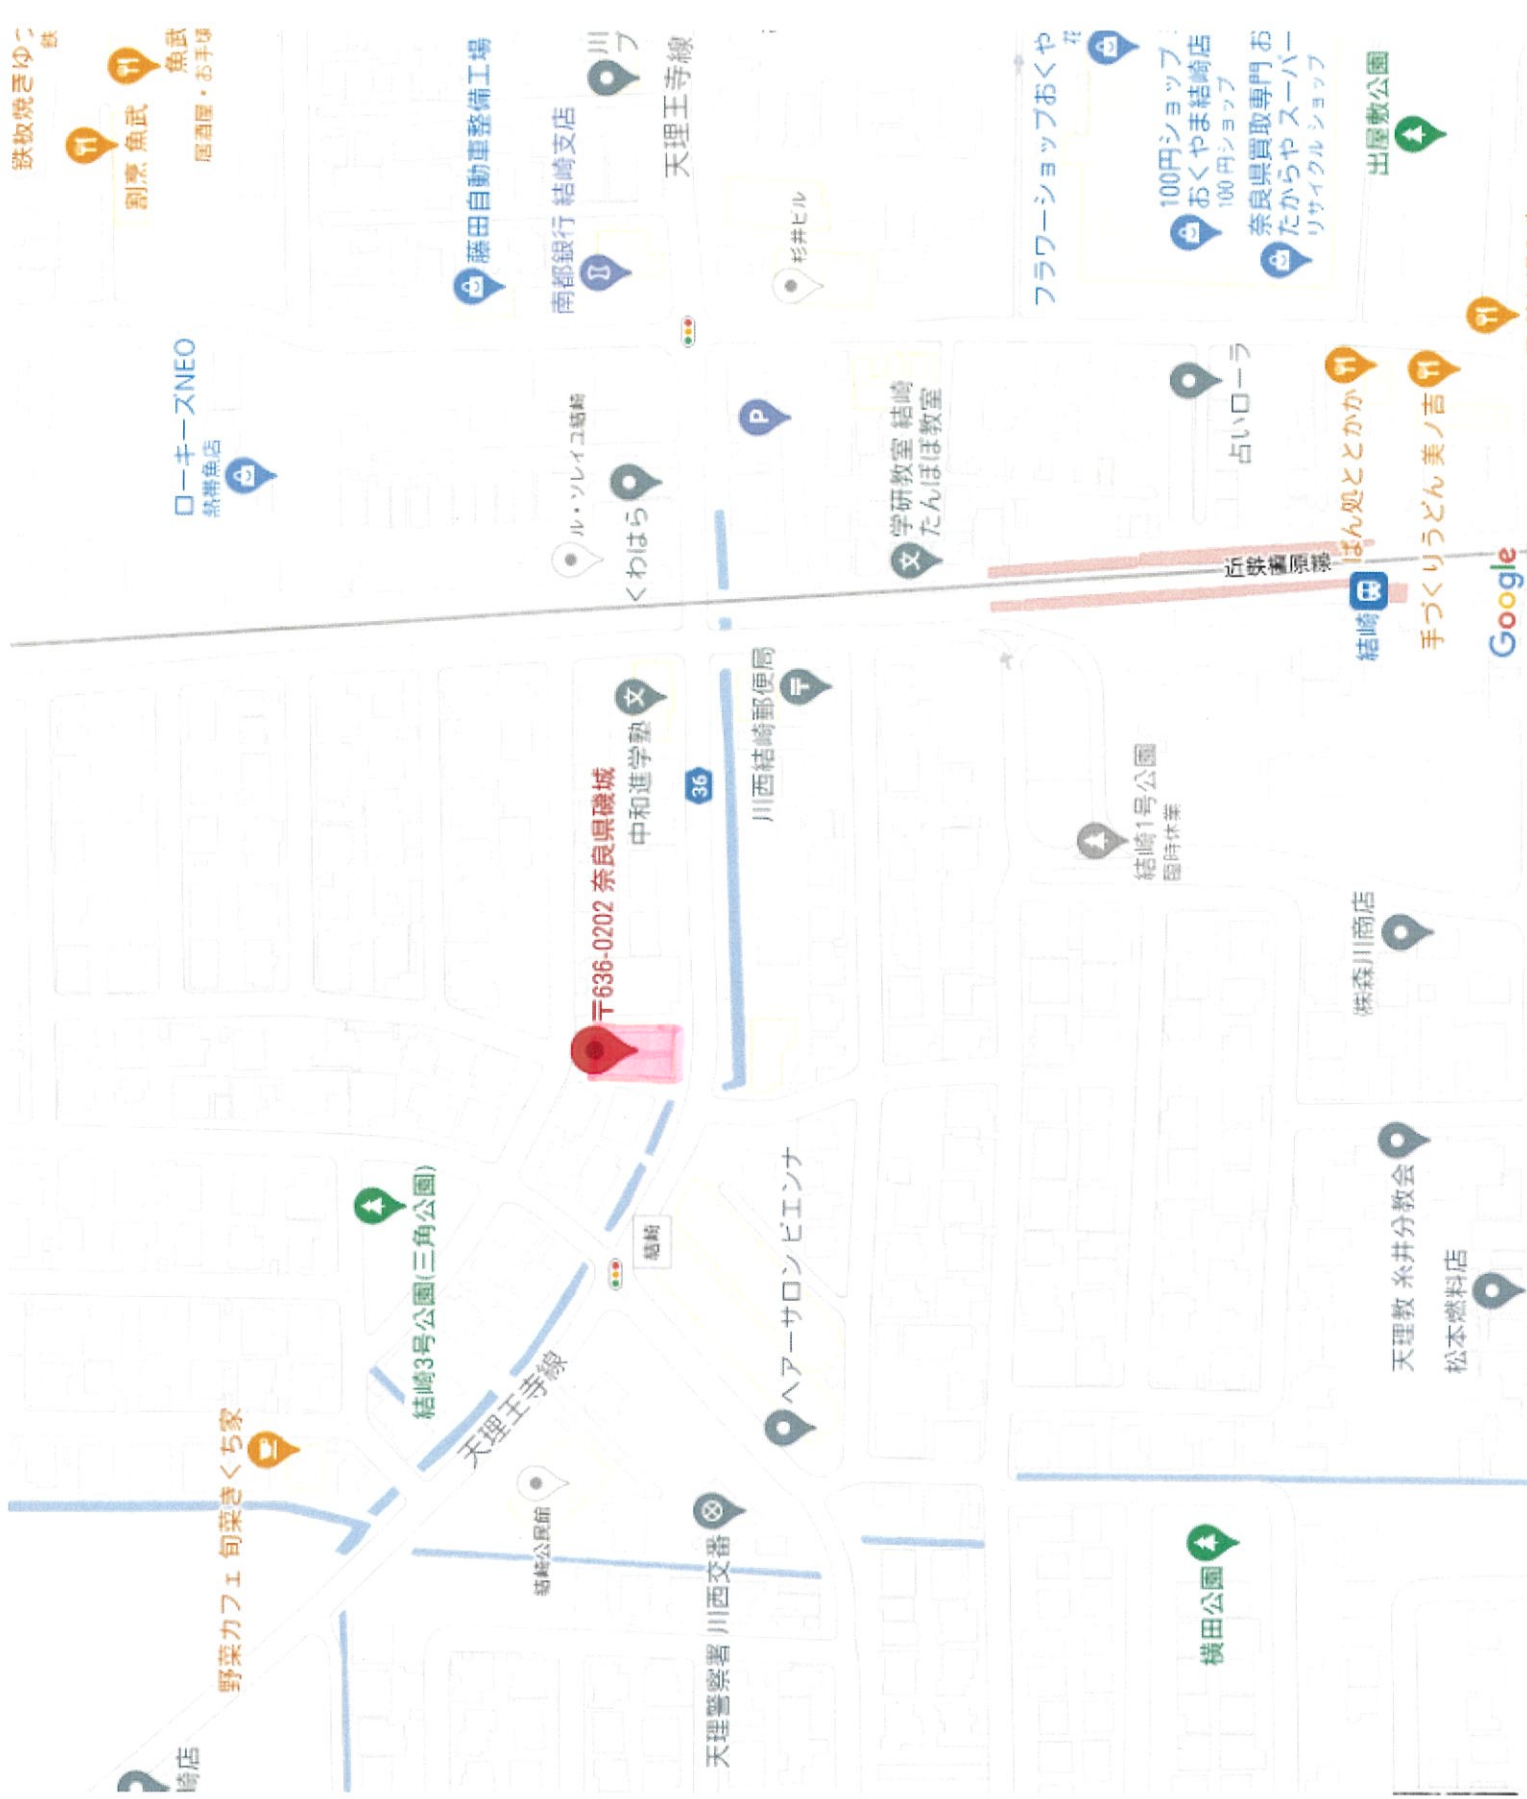 鉄板焼きゆっ
鉄
魚武
居酒屋・お手頃
割烹 魚武
藤田自動車整備工場
南都銀行 結崎支店
川
プ
天理王寺線
杉井ビル
フラワーショップおくや
花
100円ショップ
おくやま結崎店
100円ショップ
奈良県買取専門 お
たからや スーパー
リサイクル ショップ
出屋敷公園
ローキーズNEO
熱帯魚店
ル・ソレイユ結崎
くわはら
P
学研教室 結崎
たんぽぽ教室
占いローラ
ばん処ととかか
手づくりうどん 美ノ吉
近鉄橿原線
結崎
Google
中和進学塾
36
川西結崎郵便局
〒636-0202 奈良県磯城
結崎1号公園
臨時休業
㈱森川商店
結崎3号公園(三角公園)
結崎
ヘアーサロン ビエンナ
天理教 糸井分教会
松本燃料店
天理王寺線
野菜カフェ 旬菜きくち家
結崎公民館
天理警察署 川西交番
横田公園
崎店